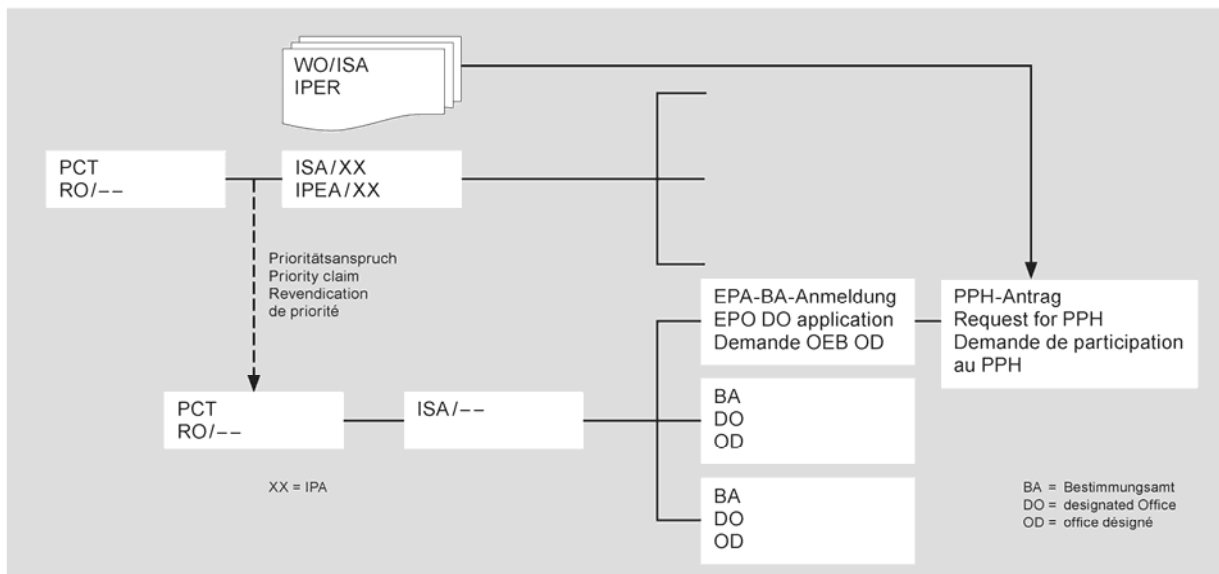 WO/ISA
IPER
PCT
RO/--
ISA/XX
IPEA/XX
Prioritätsanspruch
Priority claim
Revendication
de priorité
EPA-BA-Anmeldung
EPO DO application
Demande OEB OD
PPH-Antrag
Request for PPH
Demande de participation
au PPH
PCT
RO/--
ISA/--
BA
DO
OD
XX = IPA
BA
DO
OD
BA = Bestimmungsamt
DO = designated Office
OD = office désigné